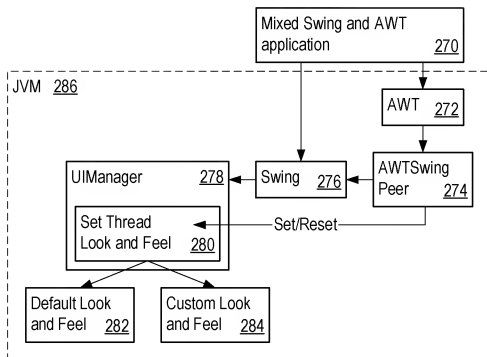 Mixed Swing and AWT
application 270
JVM 286
AWT
272
UIManager 278
Swing
276
AWTSwing
Peer
274
Set Thread
Look and Feel 280
Set/Reset
Default Look
and Feel 282
Custom Look
and Feel 284